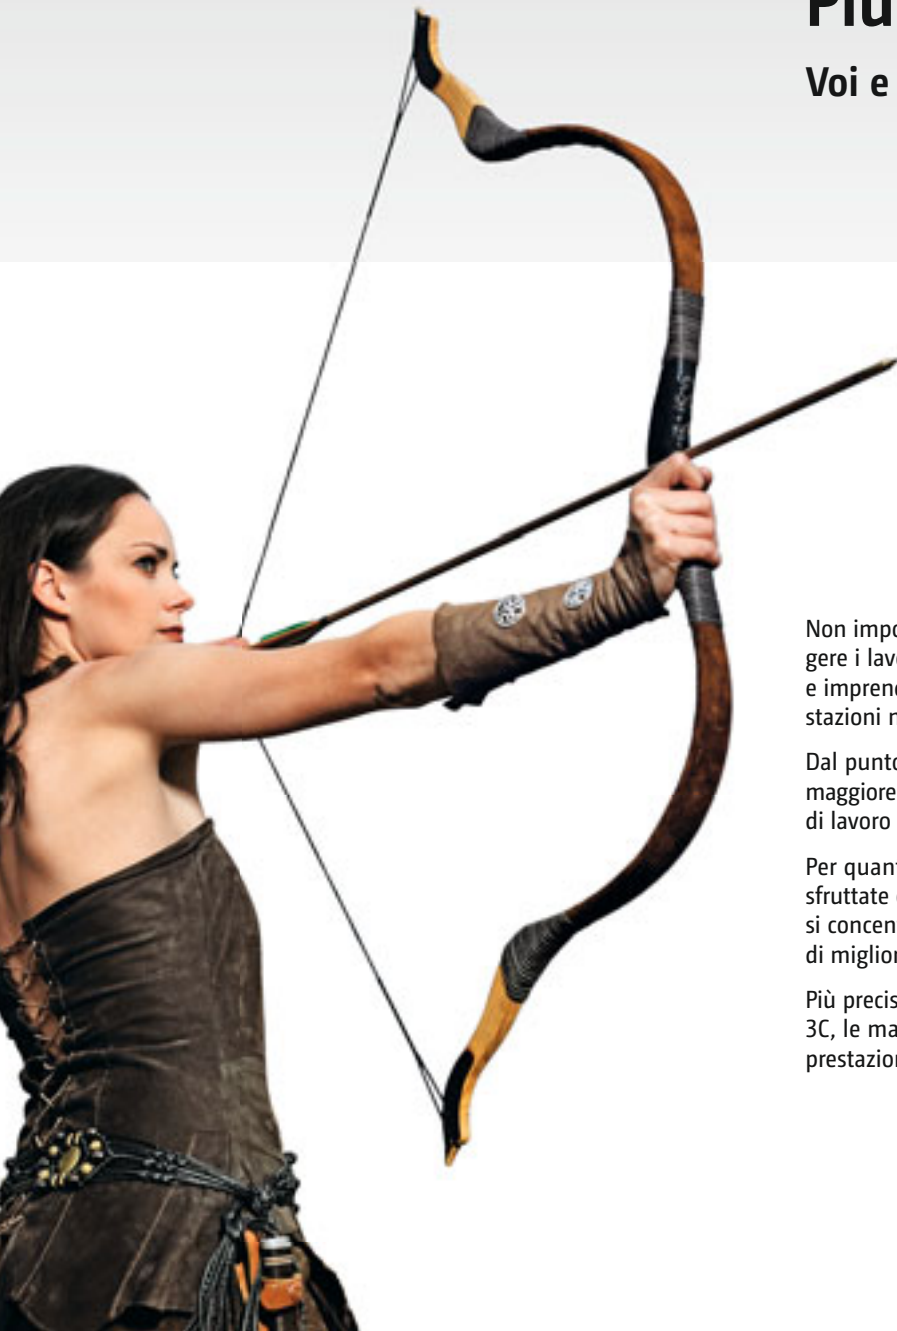 Più
Voi e
Non impo
gere i lavo
e imprend
stazioni n
Dal punto
maggiore
di lavoro
Per quant
sfruttate
si concent
di miglior
Più precis
3C, le ma
prestazion